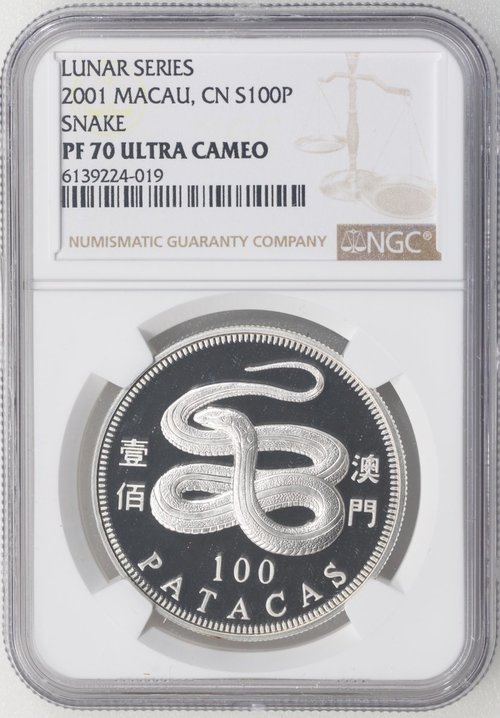 LUNAR SERIES
2001 MACAU, CN S100P
SNAKE
PF 70 ULTRA CAMEO
6139224-019
NUMISMATIC GUARANTY COMPANY
NGC®
壹佰
澳門
100
PATACAS